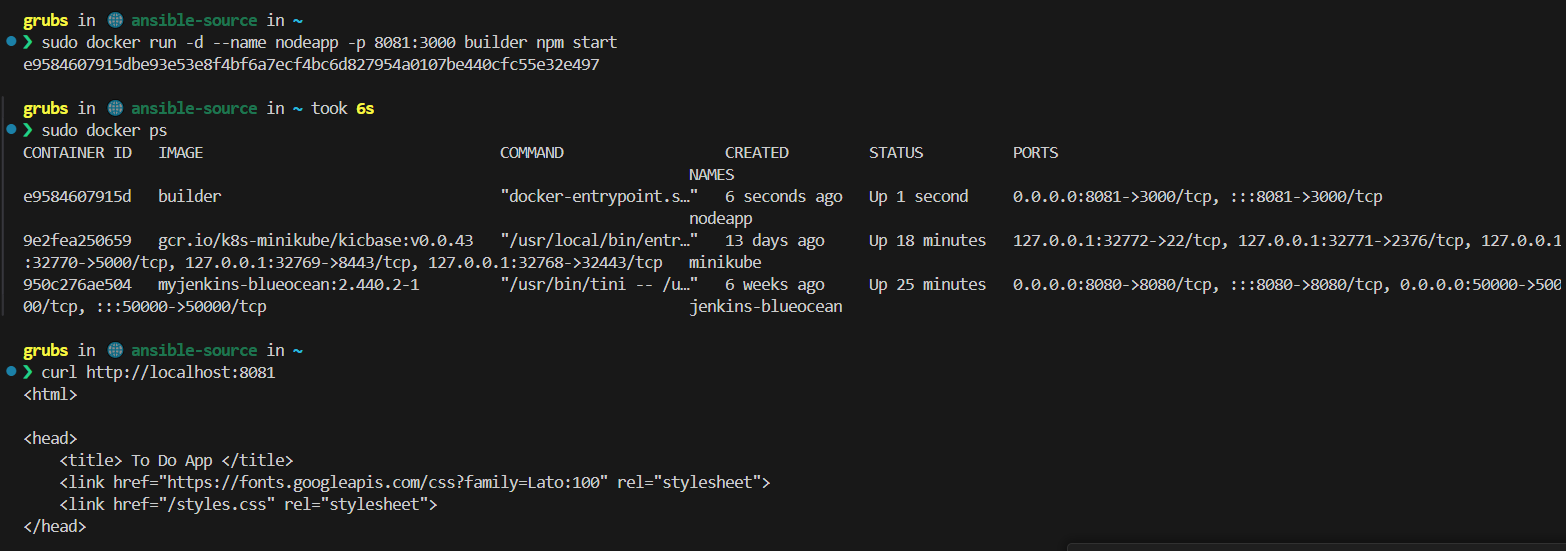 grubs in 🌐 ansible-source in ~
❯ sudo docker run -d --name nodeapp -p 8081:3000 builder npm start
e9584607915dbe93e53e8f4bf6a7ecf4bc6d827954a0107be440cfc55e32e497
grubs in 🌐 ansible-source in ~ took 6s
❯ sudo docker ps
CONTAINER ID   IMAGE                                 COMMAND                  CREATED         STATUS          PORTS
NAMES
e9584607915d   builder                               "docker-entrypoint.s…"   6 seconds ago   Up 1 second     0.0.0.0:8081->3000/tcp, :::8081->3000/tcp
nodeapp
9e2fea250659   gcr.io/k8s-minikube/kicbase:v0.0.43   "/usr/local/bin/entr…"   13 days ago     Up 18 minutes   127.0.0.1:32772->22/tcp, 127.0.0.1:32771->2376/tcp, 127.0.0.1
:32770->5000/tcp, 127.0.0.1:32769->8443/tcp, 127.0.0.1:32768->32443/tcp   minikube
950c276ae504   myjenkins-blueocean:2.440.2-1         "/usr/bin/tini -- /u…"   6 weeks ago     Up 25 minutes   0.0.0.0:8080->8080/tcp, :::8080->8080/tcp, 0.0.0.0:50000->500
00/tcp, :::50000->50000/tcp                                               jenkins-blueocean
grubs in 🌐 ansible-source in ~
❯ curl http://localhost:8081
<html>
<head>
    <title> To Do App </title>
    <link href="https://fonts.googleapis.com/css?family=Lato:100" rel="stylesheet">
    <link href="/styles.css" rel="stylesheet">
</head>